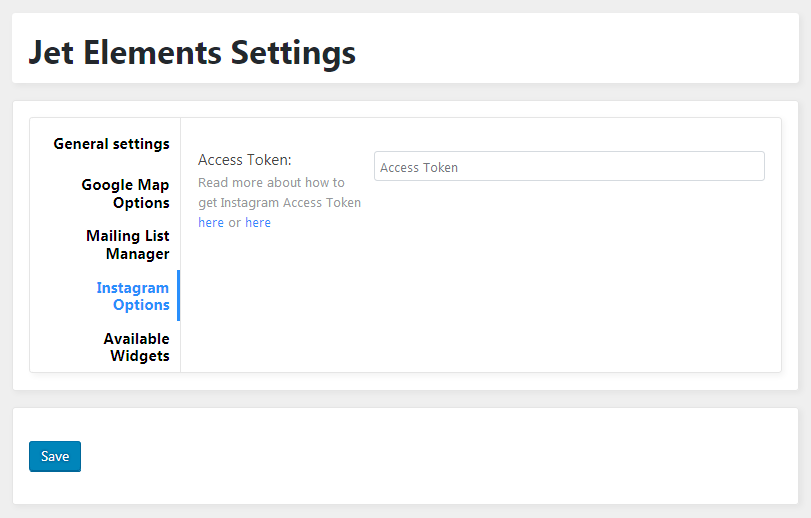 Jet Elements Settings
General settings
Google Map
Options
Mailing List
Manager
Instagram
Options
Available
Widgets
Access Token:
Read more about how to
get Instagram Access Token
here or here
Access Token
Save